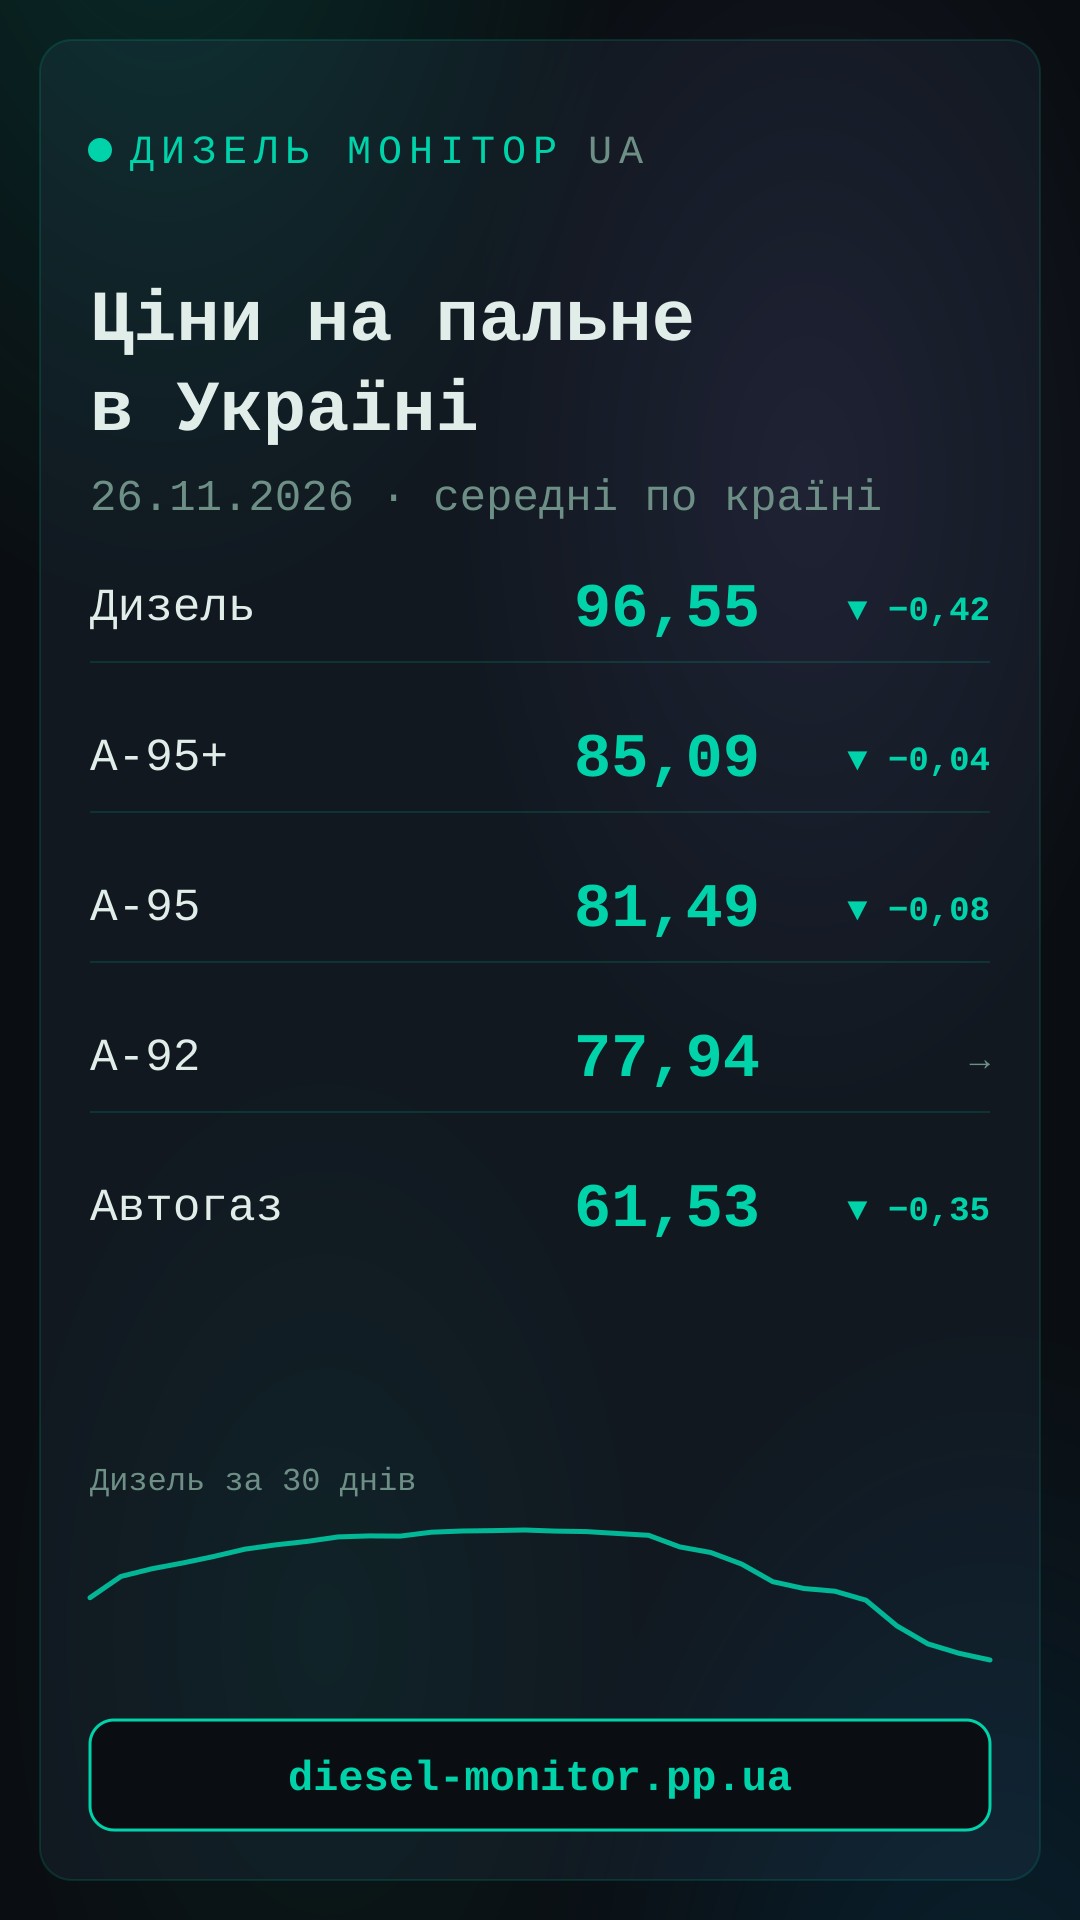 ДИЗЕЛЬ МОНІТОР UA
Ціни на пальне
в Україні
26.11.2026 · середні по країні
Дизель 96,55 ▼ −0,42
А-95+ 85,09 ▼ −0,04
А-95 81,49 ▼ −0,08
А-92 77,94 →
Автогаз 61,53 ▼ −0,35
Дизель за 30 днів
diesel-monitor.pp.ua